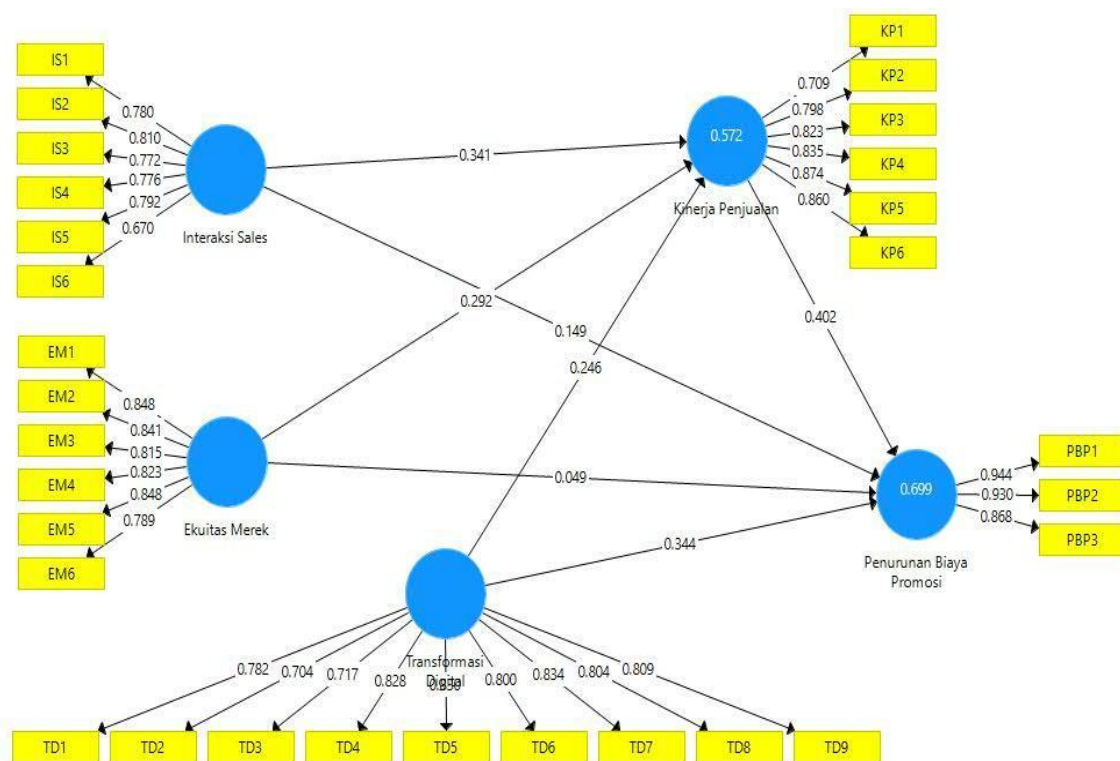 IS1
IS2
IS3
IS4
IS5
IS6
0.780
0.810
0.772
0.776
0.792
0.670
Interaksi Sales
0.341
0.149
KP1
KP2
KP3
KP4
KP5
KP6
0.709
0.798
0.823
0.835
0.874
0.860
0.572
Kinerja Penjualan
0.402
EM1
EM2
EM3
EM4
EM5
EM6
0.848
0.841
0.815
0.823
0.848
0.789
Ekuitas Merek
0.292
0.049
0.246
0.344
PBP1
PBP2
PBP3
0.944
0.930
0.868
0.699
Penurunan Biaya
Promosi
Transformasi
Digital
0.782
0.704
0.717
0.828
0.800
0.834
0.804
0.809
TD1
TD2
TD3
TD4
TD5
TD6
TD7
TD8
TD9